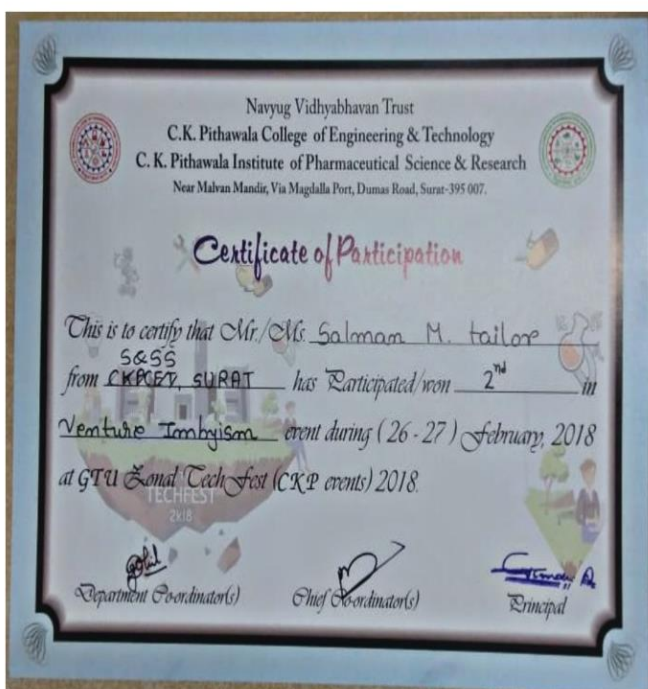 Navyug Vidhyabhavan Trust
C.K. Pithawala College of Engineering & Technology
C. K. Pithawala Institute of Pharmaceutical Science & Research
Near Malvan Mandir, Via Magdalla Port, Dumas Road, Surat-395 007.
Certificate of Participation
This is to certify that Mr./Ms. Salman M. tailor
S&SS
from CKPCET, SURAT has Participated/won 2nd in
Venture Imbyism event during (26-27) February, 2018
at GTU Zonal Tech Fest (CKP events) 2018.
TECHFEST
2k18
Department Co-ordinator(s) Chief Co-ordinator(s) Principal